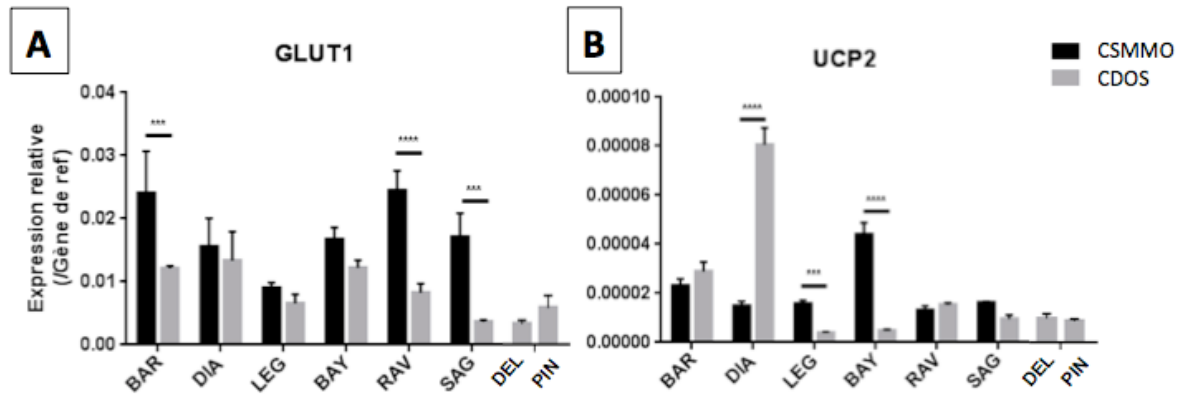 A
GLUT1
Expression relative
(/Gène de ref)
0.04
0.03
0.02
0.01
0.00
***
****
***
BAR
DIA
LEG
BAY
RAV
SAG
DEL
PIN
B
UCP2
0.00010
0.00008
0.00006
0.00004
0.00002
0.00000
****
***
****
BAR
DIA
LEG
BAY
RAV
SAG
DEL
PIN
CSMMO
CDOS